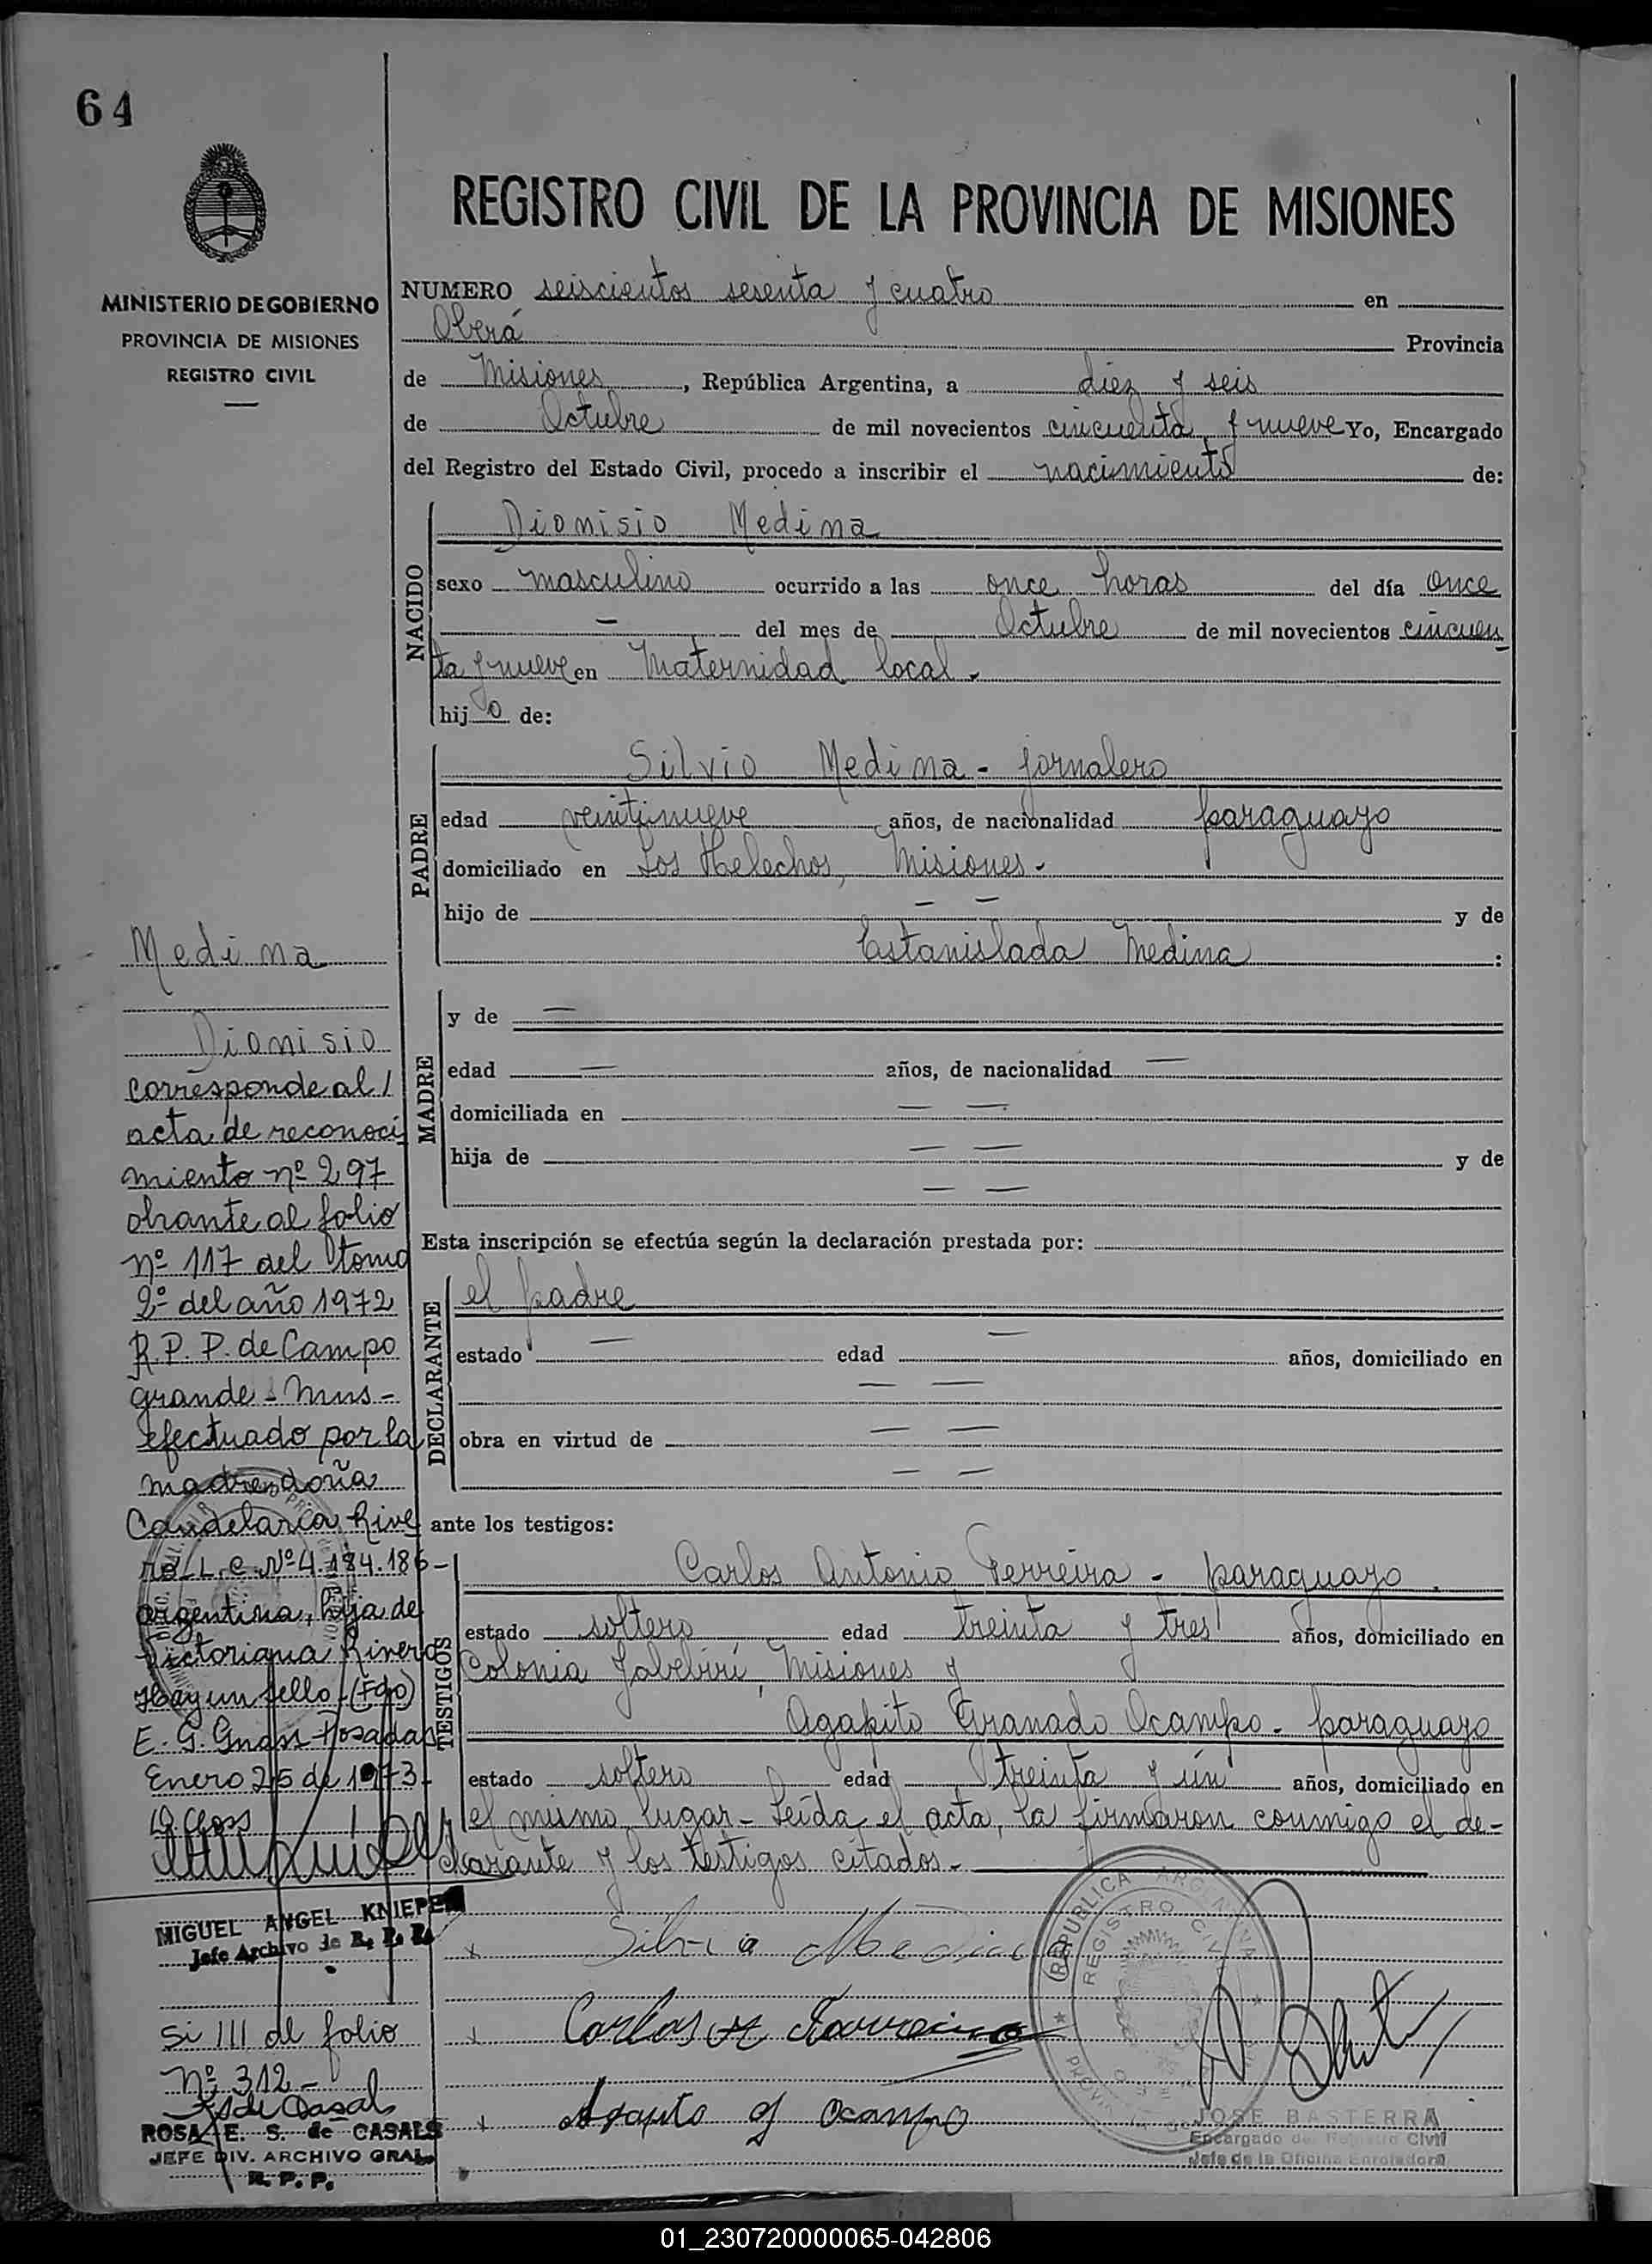 64
MINISTERIO DE GOBIERNO
PROVINCIA DE MISIONES
REGISTRO CIVIL
REGISTRO CIVIL DE LA PROVINCIA DE MISIONES
NUMERO seiscientos sesenta y cuatro en
Oberá Provincia
de Misiones, República Argentina, a diez y seis
de Octubre de mil novecientos cincuenta y nueve Yo, Encargado
del Registro del Estado Civil, procedo a inscribir el nacimiento de:
NACIDO
Dionisio Medina
sexo masculino ocurrido a las once horas del día once
— del mes de Octubre de mil novecientos cincuen
ta y nueve en Maternidad local.
hijo de:
PADRE
Silvio Medina - jornalero
edad veintinueve años, de nacionalidad paraguayo
domiciliado en Los Helechos, Misiones.
hijo de — — y de
Estanislada Medina :
MADRE
y de —
edad — años, de nacionalidad —
domiciliada en — —
hija de — — y de
— —
Esta inscripción se efectúa según la declaración prestada por:
DECLARANTE
el padre
estado — edad — años, domiciliado en
— —
obra en virtud de — —
— —
ante los testigos:
TESTIGOS
Carlos Antonio Ferreira - paraguayo.
estado soltero edad treinta y tres años, domiciliado en
Colonia Yabebirí, Misiones y
Agapito Granado Ocampo - paraguayo
estado soltero edad treinta y ún años, domiciliado en
el mismo lugar - Leída el acta, la firmaron conmigo el de-
clarante y los testigos citados.
x Silvio Medina
x Carlos A Ferreira
x Agapito G Ocampo
REPUBLICA ARGENTINA
REGISTRO CIVIL
JOSE BASTERRA
Encargado del Registro Civil
Jefe de la Oficina Enroladora
Medina
Dionisio
Corresponde al /
acta de reconoci
miento nº 297
obrante al folio
nº 117 del tomo
2º del año 1972
R.P.P. de Campo
grande - Mnes -
efectuado por la
madre doña
Candelaria Rive
ro L.C. Nº 4.184.186 -
argentina, hija de
Victoriana Rivero
Hay un sello - (Fdo)
E. G. Gnass - Posadas
Enero 25 de 1973 -
MIGUEL ANGEL KNIEPER
Jefe Archivo de R. P. P.
Si /// al folio
Nº 312 -
ROSA E. S. de CASALS
JEFE DIV. ARCHIVO GRAL.
R. P. P.
01_230720000065-042806